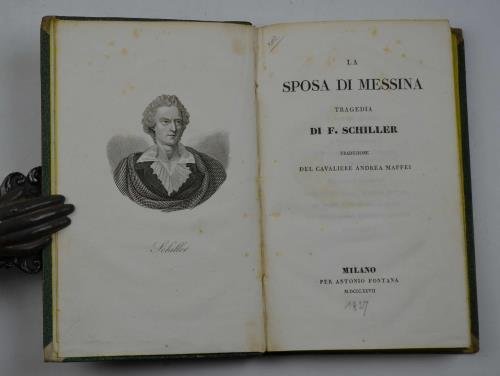 Schiller
LA
SPOSA DI MESSINA
TRAGEDIA
DI F. SCHILLER
TRADUZIONE
DEL CAVALIERE ANDREA MAFFEI
MILANO
PER ANTONIO FONTANA
MDCCCXXVII
1827